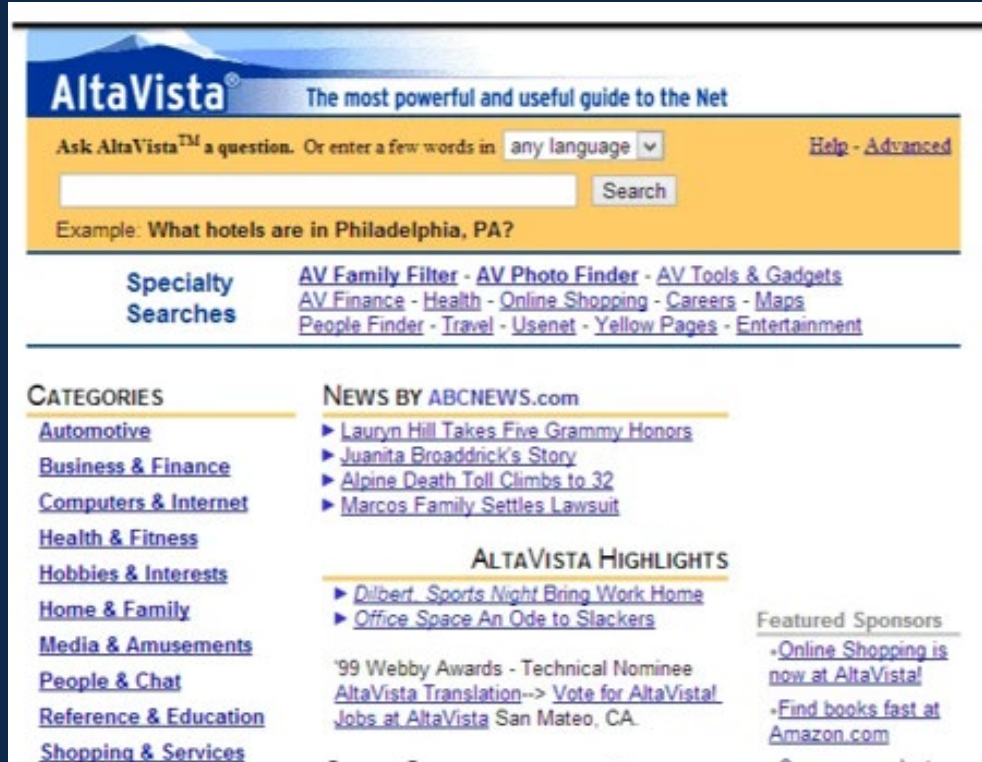 AltaVista® The most powerful and useful guide to the Net
Ask AltaVista™ a question. Or enter a few words in any language Help - Advanced
Search
Example: What hotels are in Philadelphia, PA?
Specialty Searches
AV Family Filter - AV Photo Finder - AV Tools & Gadgets
AV Finance - Health - Online Shopping - Careers - Maps
People Finder - Travel - Usenet - Yellow Pages - Entertainment
CATEGORIES
Automotive
Business & Finance
Computers & Internet
Health & Fitness
Hobbies & Interests
Home & Family
Media & Amusements
People & Chat
Reference & Education
Shopping & Services
NEWS BY ABCNEWS.com
Lauryn Hill Takes Five Grammy Honors
Juanita Broaddrick's Story
Alpine Death Toll Climbs to 32
Marcos Family Settles Lawsuit
ALTAVISTA HIGHLIGHTS
Dilbert, Sports Night Bring Work Home
Office Space An Ode to Slackers
'99 Webby Awards - Technical Nominee
AltaVista Translation--> Vote for AltaVista!
Jobs at AltaVista San Mateo, CA.
Featured Sponsors
Online Shopping is
now at AltaVista!
Find books fast at
Amazon.com